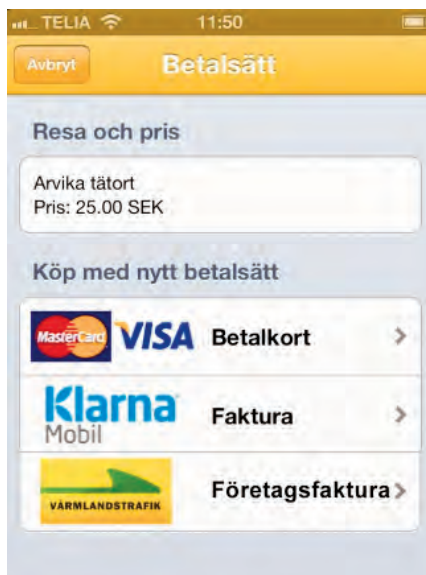 TELIA 11:50
Avbryt Betalsätt
Resa och pris
Arvika tätort
Pris: 25.00 SEK
Köp med nytt betalsätt
MasterCard VISA Betalkort
Klarna
Mobil Faktura
VÄRMLANDSTRAFIK Företagsfaktura